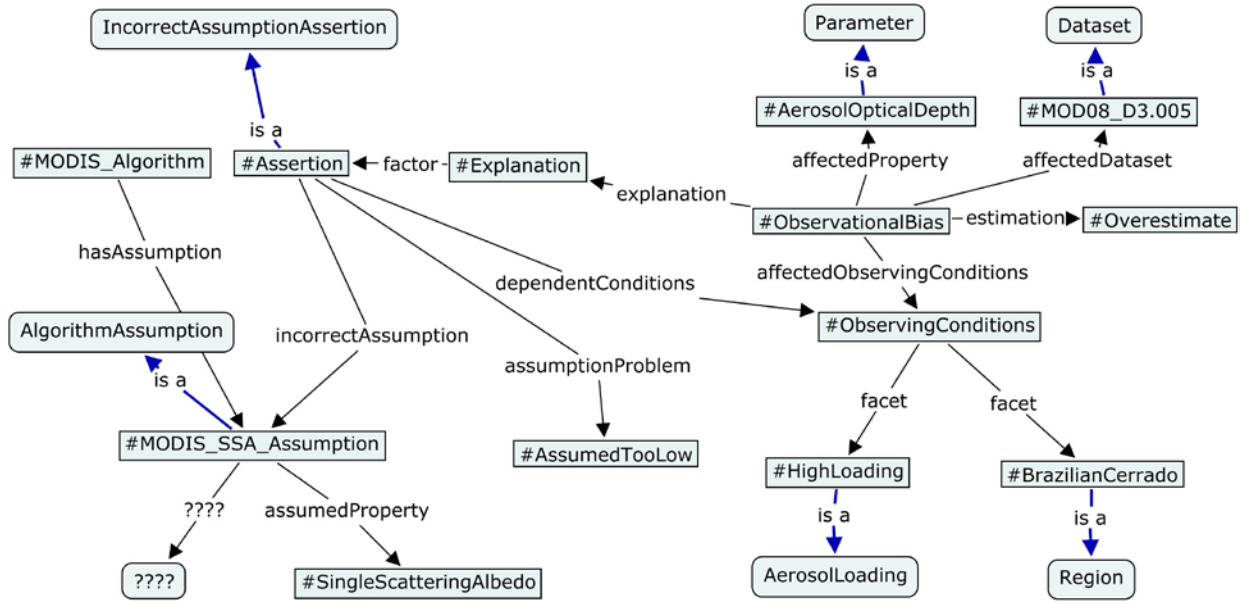 IncorrectAssumptionAssertion
Parameter
Dataset
is a
is a
is a
#AerosolOpticalDepth
#MOD08_D3.005
#MODIS_Algorithm
#Assertion
factor
#Explanation
affectedProperty
affectedDataset
explanation
#ObservationalBias
estimation
#Overestimate
hasAssumption
affectedObservingConditions
dependentConditions
AlgorithmAssumption
#ObservingConditions
incorrectAssumption
is a
assumptionProblem
facet
facet
#MODIS_SSA_Assumption
#AssumedTooLow
#HighLoading
#BrazilianCerrado
????
assumedProperty
is a
is a
????
#SingleScatteringAlbedo
AerosolLoading
Region